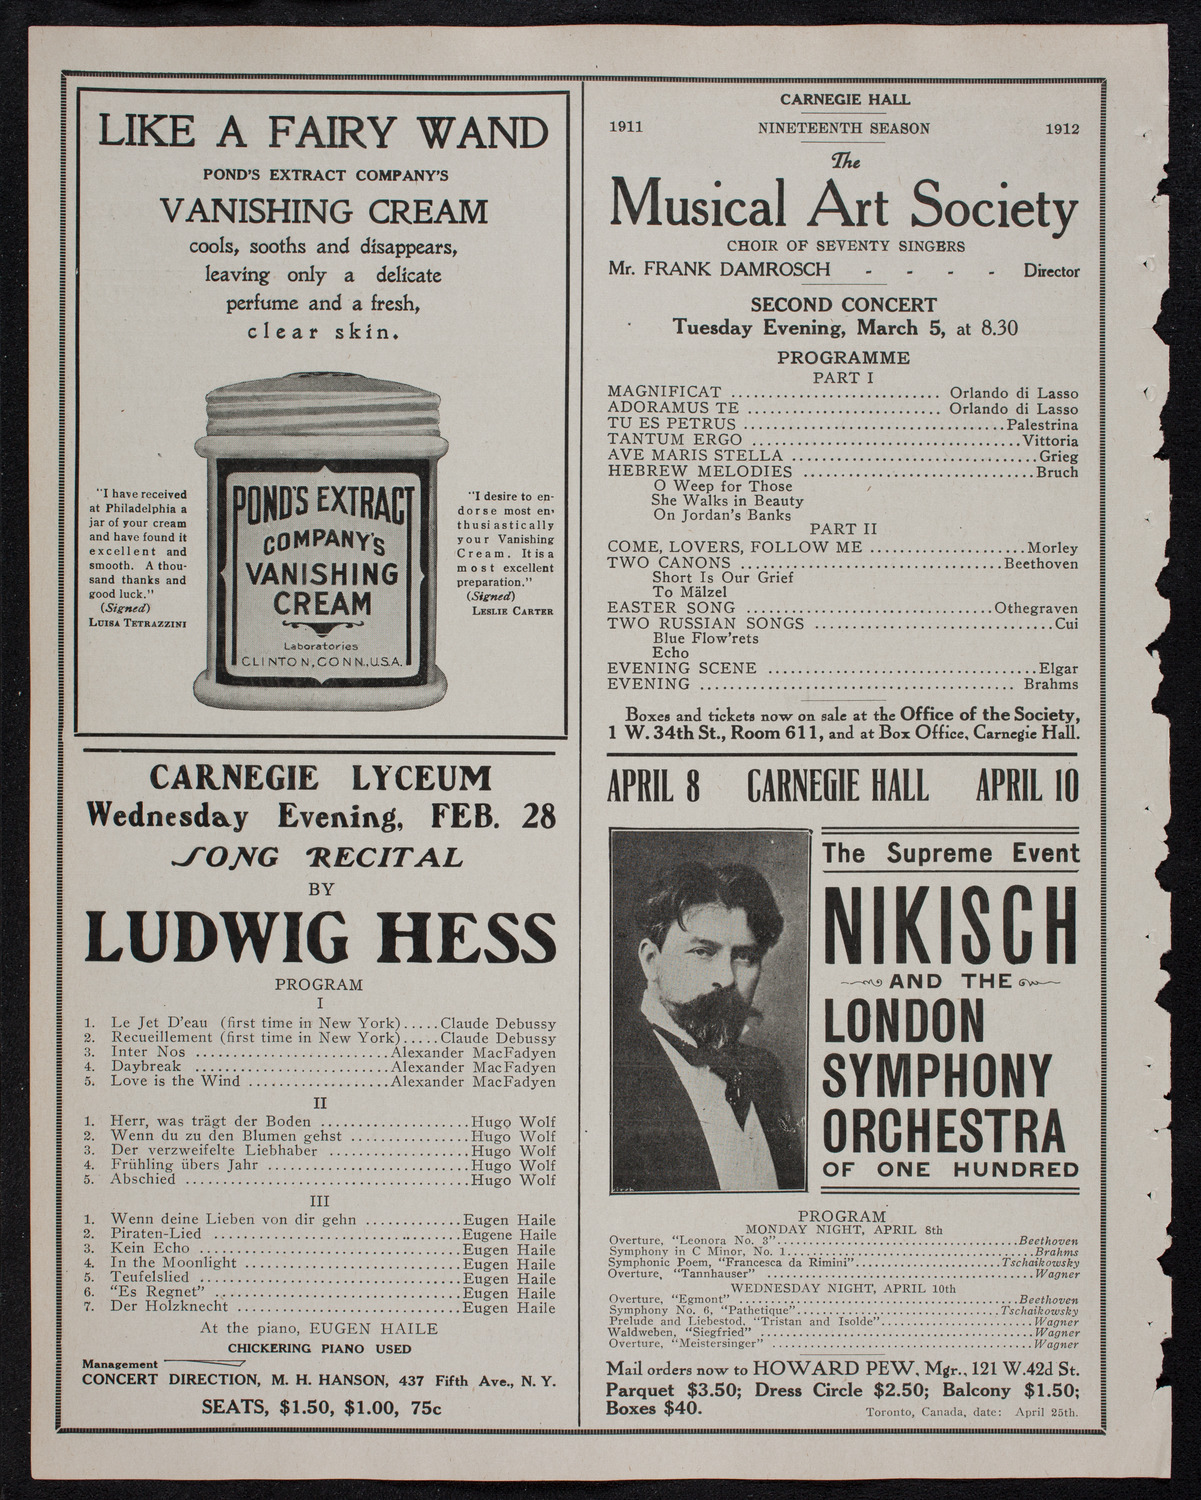 LIKE A FAIRY WAND
POND'S EXTRACT COMPANY'S
VANISHING CREAM
cools, sooths and disappears,
leaving only a delicate
perfume and a fresh,
clear skin.
"I have received
at Philadelphia a
jar of your cream
and have found it
excellent and
smooth. A thou-
sand thanks and
good luck."
(Signed)
LUISA TETRAZZINI
POND'S EXTRACT
COMPANY'S
VANISHING
CREAM
Laboratories
CLINTON, CONN., U.S.A.
"I desire to en-
dorse most en-
thusiastically
your Vanishing
Cream. It is a
most excellent
preparation."
(Signed)
LESLIE CARTER
CARNEGIE LYCEUM
Wednesday Evening, FEB. 28
SONG RECITAL
BY
LUDWIG HESS
PROGRAM
I
1. Le Jet D'eau (first time in New York).....Claude Debussy
2. Recueillement (first time in New York).....Claude Debussy
3. Inter Nos ........................Alexander MacFadyen
4. Daybreak ........................Alexander MacFadyen
5. Love is the Wind .................Alexander MacFadyen
II
1. Herr, was trägt der Boden ..................Hugo Wolf
2. Wenn du zu den Blumen gehst ...............Hugo Wolf
3. Der verzweifelte Liebhaber .................Hugo Wolf
4. Frühling übers Jahr ........................Hugo Wolf
5. Abschied ..................................Hugo Wolf
III
1. Wenn deine Lieben von dir gehn ............Eugen Haile
2. Piraten-Lied ..............................Eugene Haile
3. Kein Echo ................................Eugen Haile
4. In the Moonlight ..........................Eugen Haile
5. Teufelslied ................................Eugen Haile
6. "Es Regnet" ...............................Eugen Haile
7. Der Holzknecht ...........................Eugen Haile
At the piano, EUGEN HAILE
CHICKERING PIANO USED
Management
CONCERT DIRECTION, M. H. HANSON, 437 Fifth Ave., N. Y.
SEATS, $1.50, $1.00, 75c
CARNEGIE HALL
1911 NINETEENTH SEASON 1912
The
Musical Art Society
CHOIR OF SEVENTY SINGERS
Mr. FRANK DAMROSCH - - - - Director
SECOND CONCERT
Tuesday Evening, March 5, at 8.30
PROGRAMME
PART I
MAGNIFICAT .......................... Orlando di Lasso
ADORAMUS TE ........................ Orlando di Lasso
TU ES PETRUS ................................Palestrina
TANTUM ERGO .................................Vittoria
AVE MARIS STELLA ..............................Grieg
HEBREW MELODIES .............................Bruch
O Weep for Those
She Walks in Beauty
On Jordan's Banks
PART II
COME, LOVERS, FOLLOW ME ....................Morley
TWO CANONS .................................Beethoven
Short Is Our Grief
To Mälzel
EASTER SONG ...............................Othegraven
TWO RUSSIAN SONGS .............................Cui
Blue Flow'rets
Echo
EVENING SCENE .................................Elgar
EVENING ....................................... Brahms
Boxes and tickets now on sale at the Office of the Society,
1 W. 34th St., Room 611, and at Box Office, Carnegie Hall.
APRIL 8 CARNEGIE HALL APRIL 10
The Supreme Event
NIKISCH
AND THE
LONDON
SYMPHONY
ORCHESTRA
OF ONE HUNDRED
PROGRAM
MONDAY NIGHT, APRIL 8th
Overture, "Leonora No. 3"..............................Beethoven
Symphony in C Minor, No. 1..............................Brahms
Symphonic Poem, "Francesca da Rimini"..................Tschaikowsky
Overture, "Tannhauser" .................................Wagner
WEDNESDAY NIGHT, APRIL 10th
Overture, "Egmont" ....................................Beethoven
Symphony No. 6, "Pathetique"..........................Tschaikowsky
Prelude and Liebestod, "Tristan and Isolde"................Wagner
Waldweben, "Siegfried" ................................Wagner
Overture, "Meistersinger" ..............................Wagner
Mail orders now to HOWARD PEW, Mgr., 121 W. 42d St.
Parquet $3.50; Dress Circle $2.50; Balcony $1.50;
Boxes $40.
Toronto, Canada, date: April 25th.